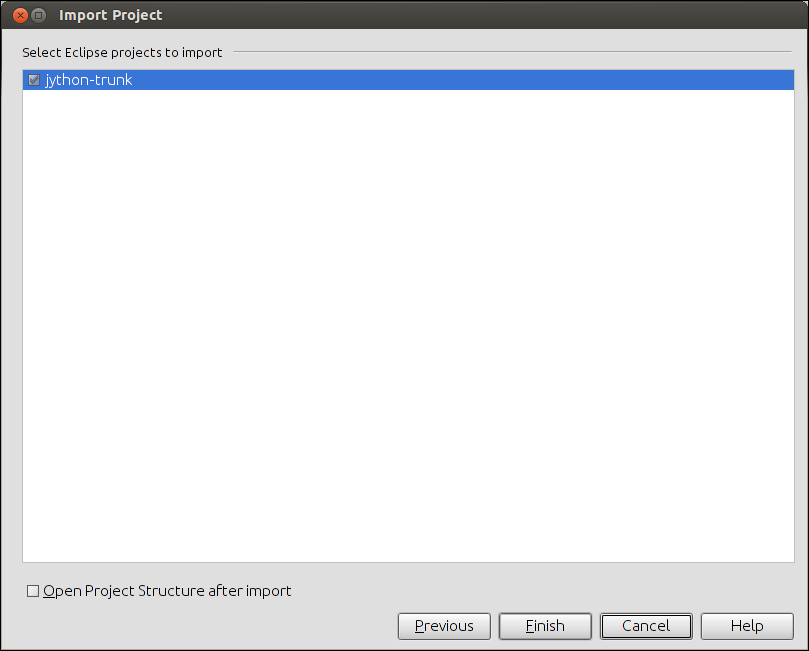 Import Project
Select Eclipse projects to import
jython-trunk
Open Project Structure after import
Previous Finish Cancel Help